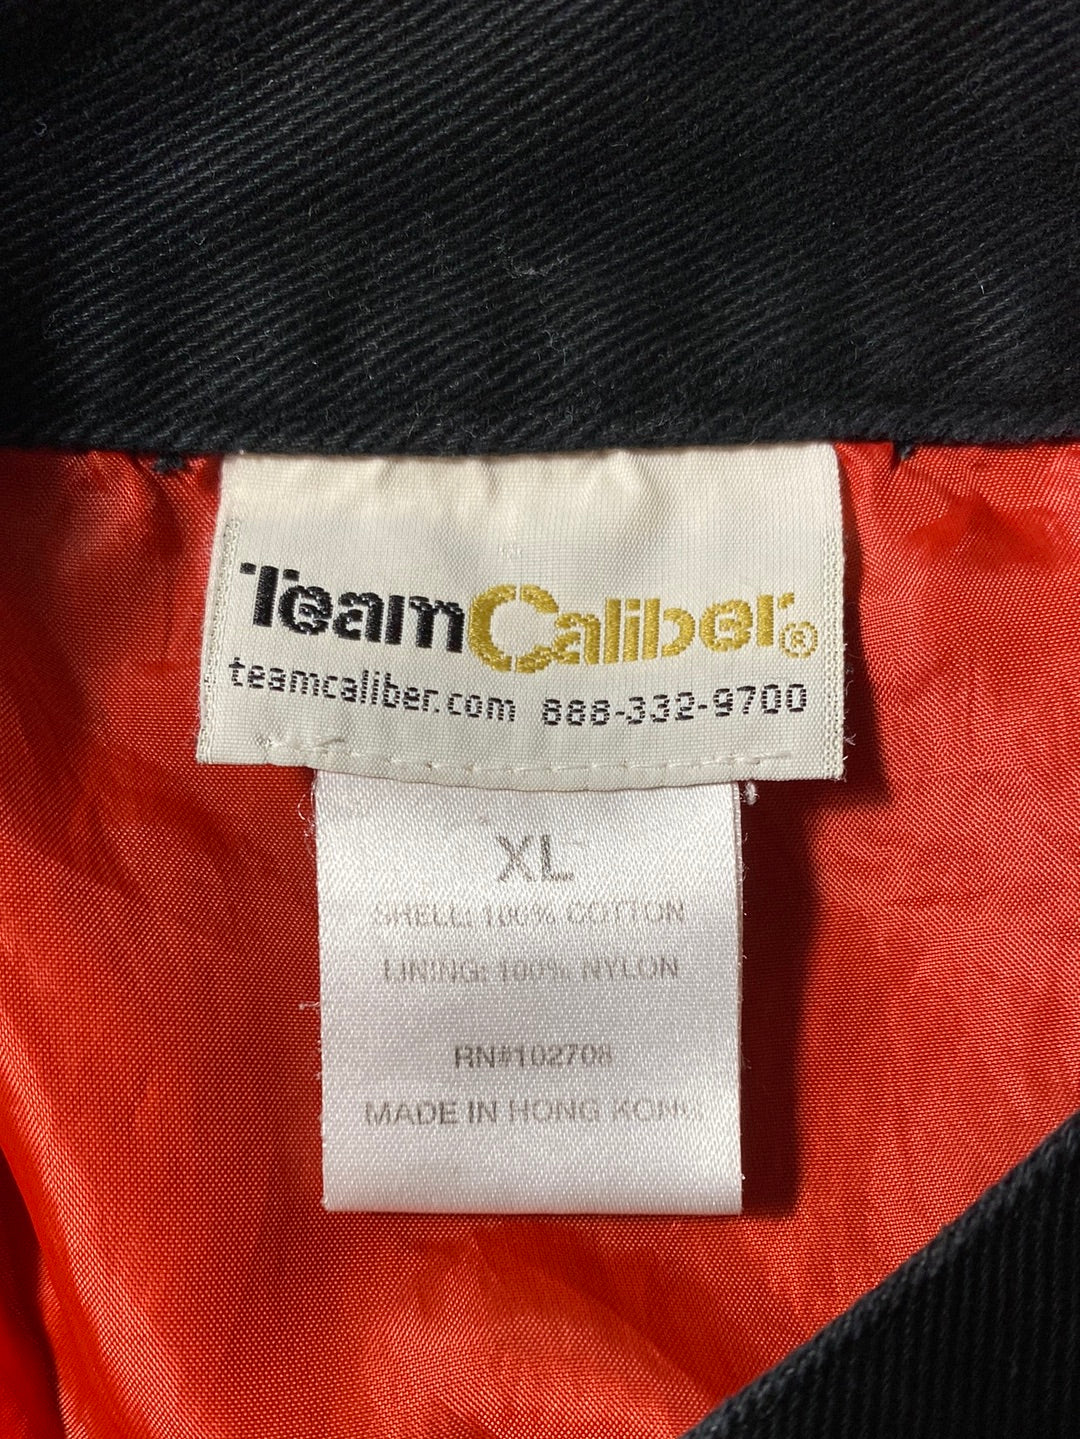 TeamCaliber®
teamcaliber.com 888-332-9700
XL
SHELL: 100% COTTON
LINING: 100% NYLON
RN#102708
MADE IN HONG KONG